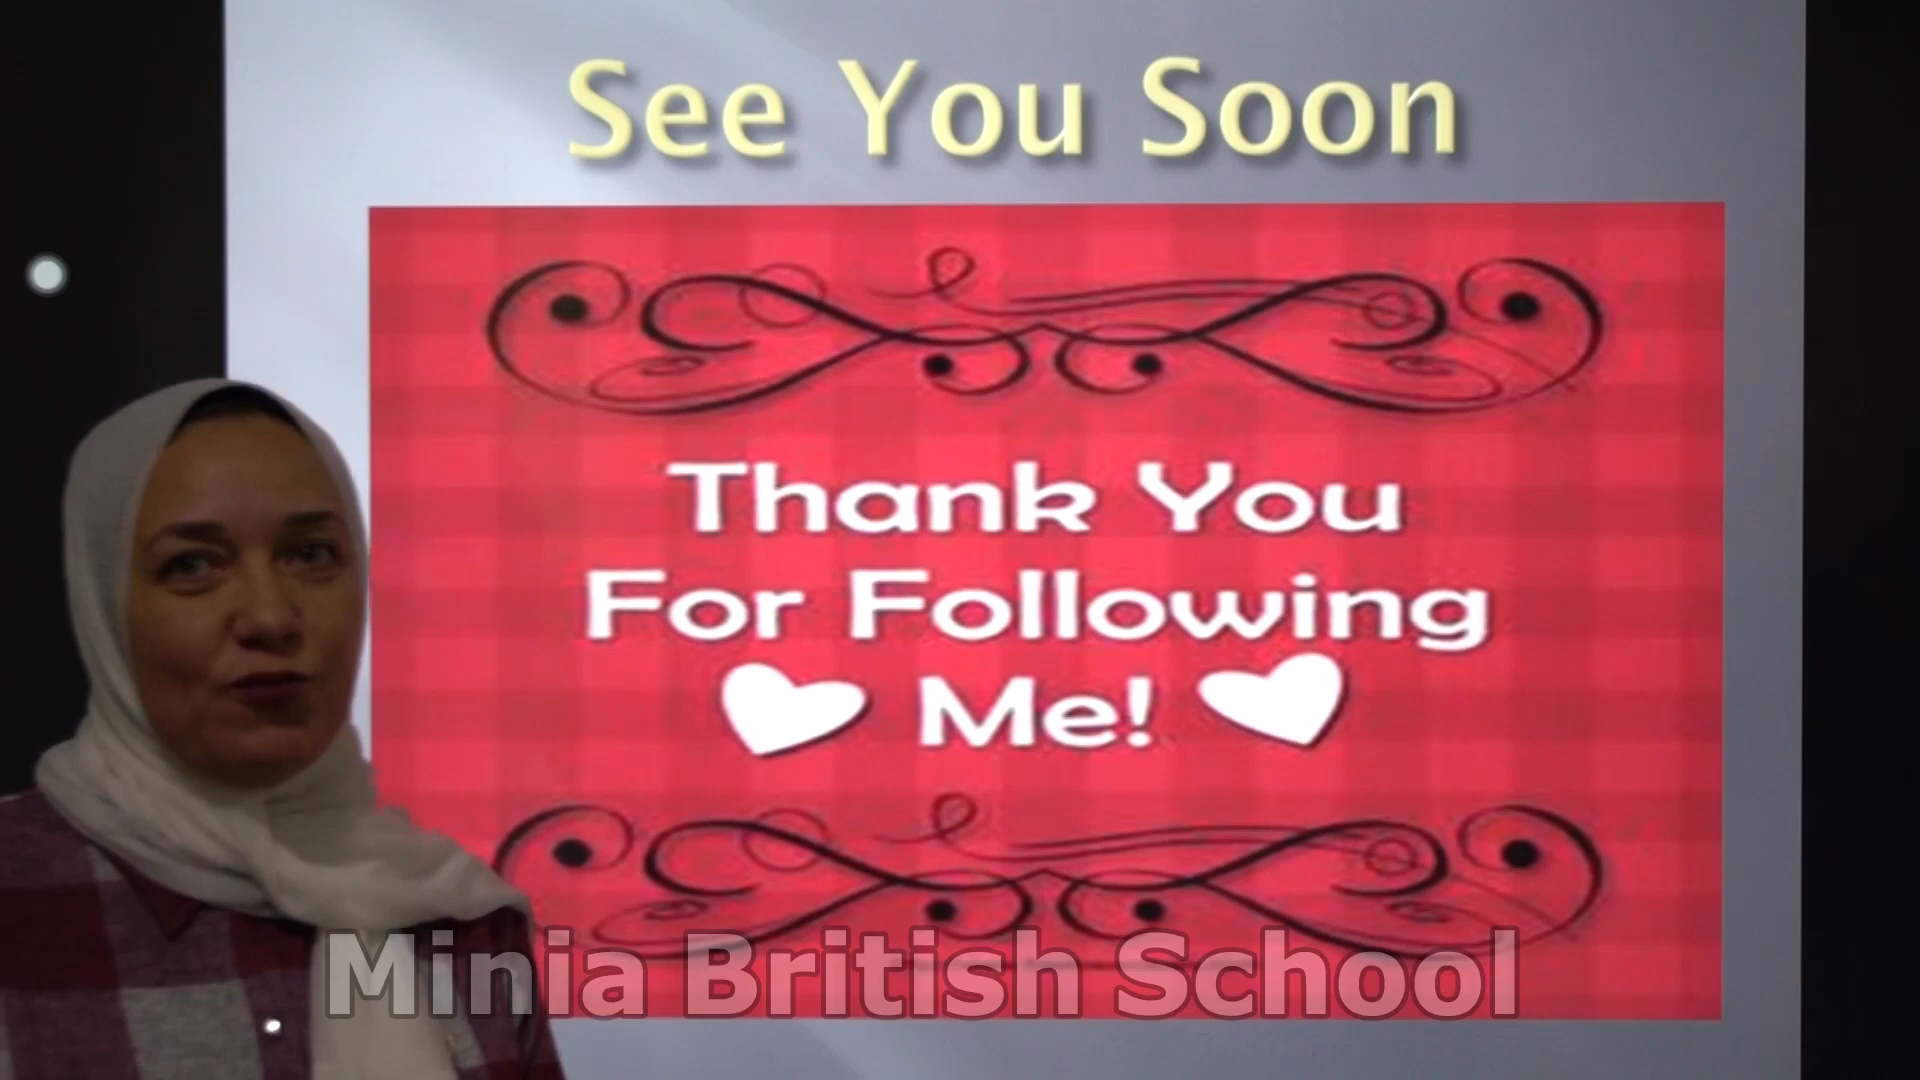 See You Soon
Thank You
For Following
Me!
Minia British School